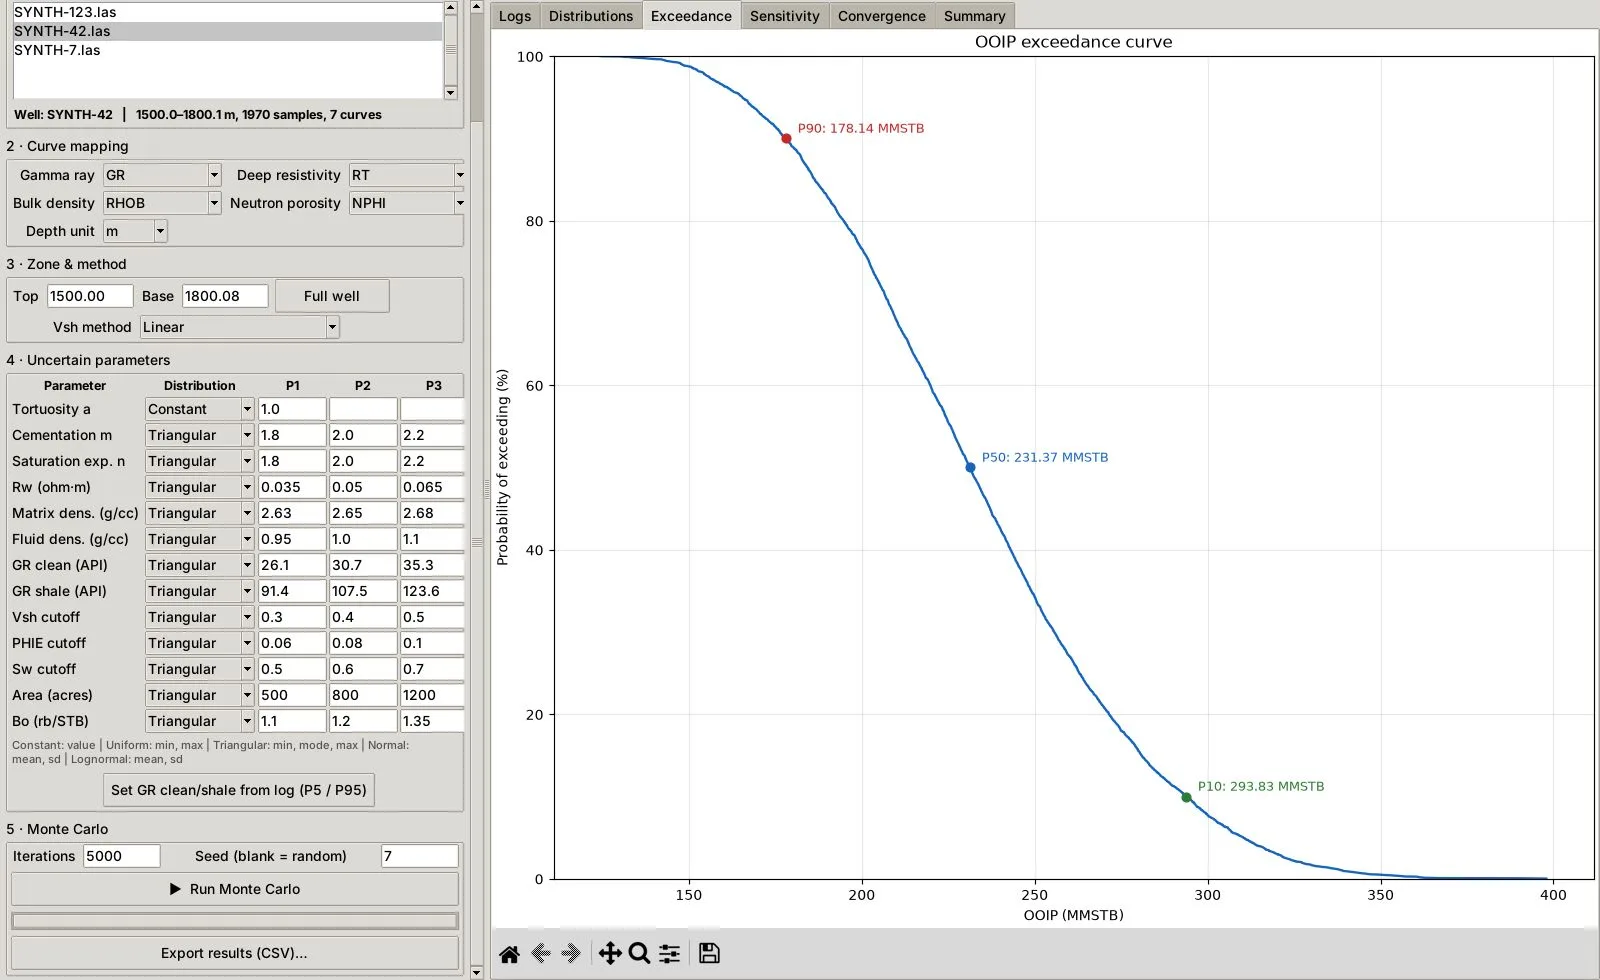 SYNTH-123.las
SYNTH-42.las
SYNTH-7.las
Well: SYNTH-42 | 1500.0–1800.1 m, 1970 samples, 7 curves
2 · Curve mapping
Gamma ray GR Deep resistivity RT
Bulk density RHOB Neutron porosity NPHI
Depth unit m
3 · Zone & method
Top 1500.00 Base 1800.08 Full well
Vsh method Linear
4 · Uncertain parameters
Parameter Distribution P1 P2 P3
Tortuosity a Constant 1.0
Cementation m Triangular 1.8 2.0 2.2
Saturation exp. n Triangular 1.8 2.0 2.2
Rw (ohm·m) Triangular 0.035 0.05 0.065
Matrix dens. (g/cc) Triangular 2.63 2.65 2.68
Fluid dens. (g/cc) Triangular 0.95 1.0 1.1
GR clean (API) Triangular 26.1 30.7 35.3
GR shale (API) Triangular 91.4 107.5 123.6
Vsh cutoff Triangular 0.3 0.4 0.5
PHIE cutoff Triangular 0.06 0.08 0.1
Sw cutoff Triangular 0.5 0.6 0.7
Area (acres) Triangular 500 800 1200
Bo (rb/STB) Triangular 1.1 1.2 1.35
Constant: value | Uniform: min, max | Triangular: min, mode, max | Normal:
mean, sd | Lognormal: mean, sd
Set GR clean/shale from log (P5 / P95)
5 · Monte Carlo
Iterations 5000 Seed (blank = random) 7
▶ Run Monte Carlo
Export results (CSV)...
Logs Distributions Exceedance Sensitivity Convergence Summary
OOIP exceedance curve
100
80
60
40
20
0
Probability of exceeding (%)
P90: 178.14 MMSTB
P50: 231.37 MMSTB
P10: 293.83 MMSTB
150 200 250 300 350 400
OOIP (MMSTB)